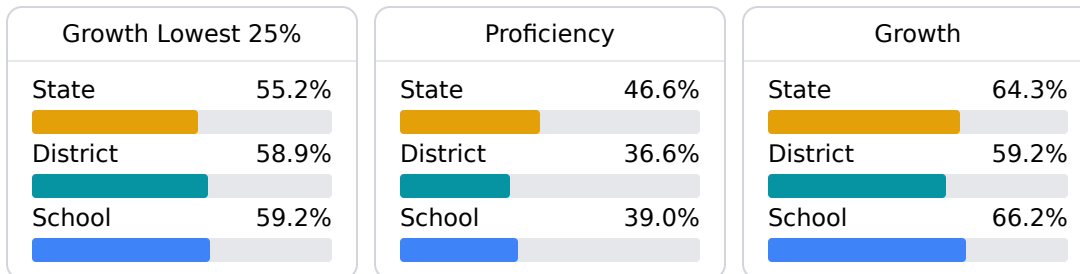 Growth Lowest 25%
State 55.2%
District 58.9%
School 59.2%
Proficiency
State 46.6%
District 36.6%
School 39.0%
Growth
State 64.3%
District 59.2%
School 66.2%